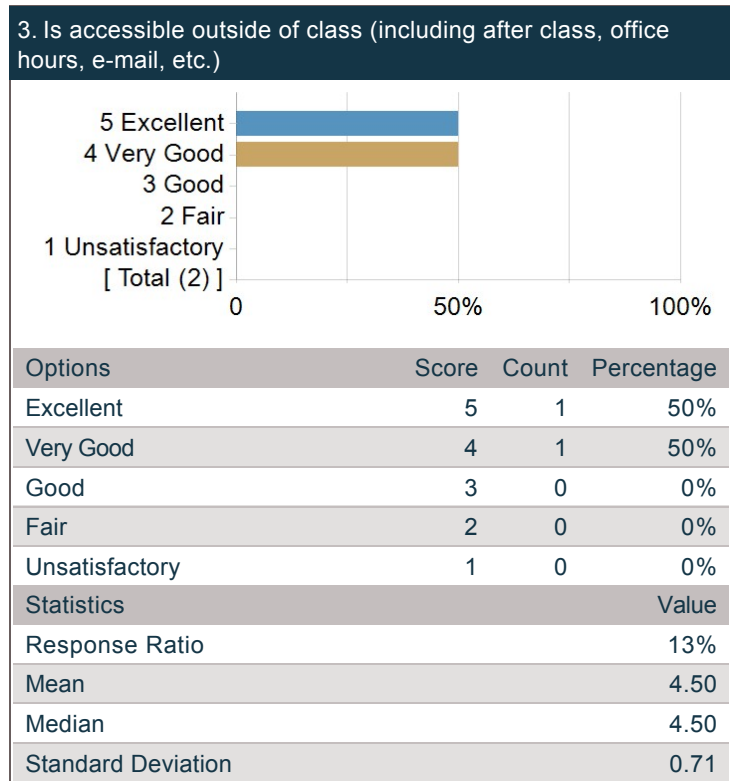 3. Is accessible outside of class (including after class, office
hours, e-mail, etc.)
5 Excellent
4 Very Good
3 Good
2 Fair
1 Unsatisfactory
[ Total (2) ]
0 50% 100%
Options Score Count Percentage
Excellent 5 1 50%
Very Good 4 1 50%
Good 3 0 0%
Fair 2 0 0%
Unsatisfactory 1 0 0%
Statistics Value
Response Ratio 13%
Mean 4.50
Median 4.50
Standard Deviation 0.71